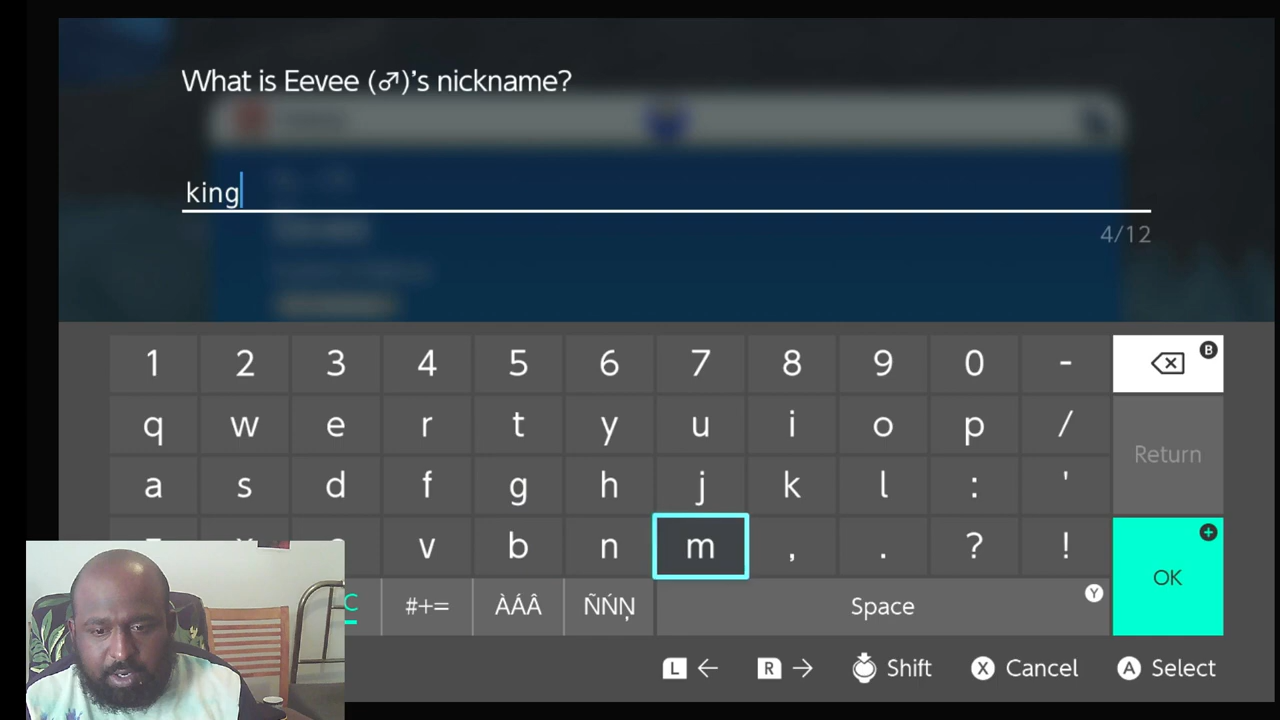 What is Eevee (♂)'s nickname?
king
4/12
1 2 3 4 5 6 7 8 9 0 - B
q w e r t y u i o p / Return
a s d f g h j k l : '
v b n m , . ? ! +
OK
#+= ÀÁÂ ÑŃŅ Space Y
L ← R → Shift X Cancel A Select